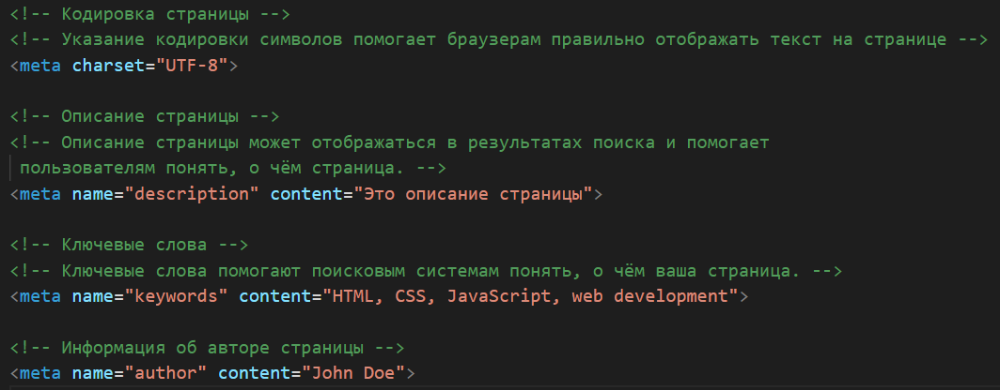 <!-- Кодировка страницы -->
<!-- Указание кодировки символов помогает браузерам правильно отображать текст на странице -->
<meta charset="UTF-8">
<!-- Описание страницы -->
<!-- Описание страницы может отображаться в результатах поиска и помогает
пользователям понять, о чём страница. -->
<meta name="description" content="Это описание страницы">
<!-- Ключевые слова -->
<!-- Ключевые слова помогают поисковым системам понять, о чём ваша страница. -->
<meta name="keywords" content="HTML, CSS, JavaScript, web development">
<!-- Информация об авторе страницы -->
<meta name="author" content="John Doe">